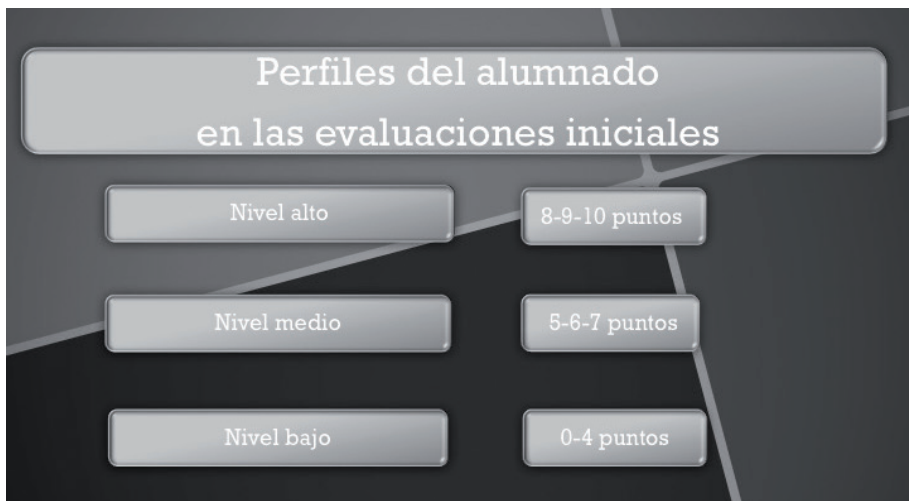 Perfiles del alumnado
en las evaluaciones iniciales
Nivel alto
8-9-10 puntos
Nivel medio
5-6-7 puntos
Nivel bajo
0-4 puntos